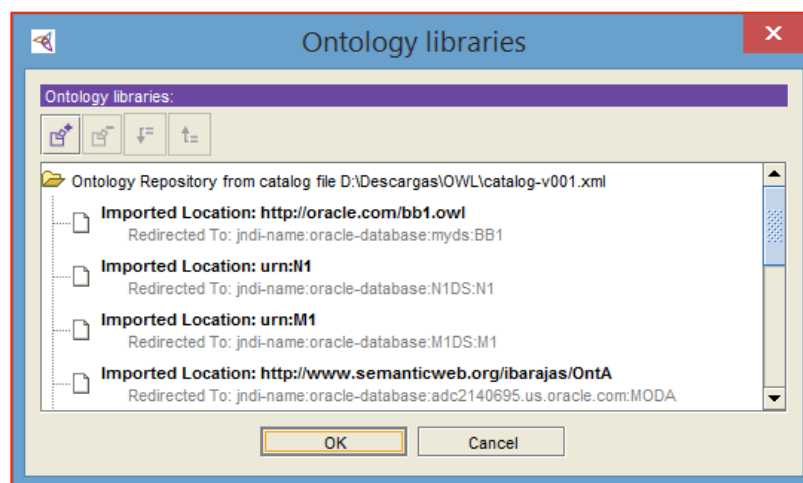 Ontology libraries
Ontology libraries:
Ontology Repository from catalog file D:\Descargas\OWL\catalog-v001.xml
Imported Location: http://oracle.com/bb1.owl
Redirected To: jndi-name:oracle-database:myds:BB1
Imported Location: urn:N1
Redirected To: jndi-name:oracle-database:N1DS:N1
Imported Location: urn:M1
Redirected To: jndi-name:oracle-database:M1DS:M1
Imported Location: http://www.semanticweb.org/ibarajas/OntA
Redirected To: jndi-name:oracle-database:adc2140695.us.oracle.com:MODA
OK Cancel